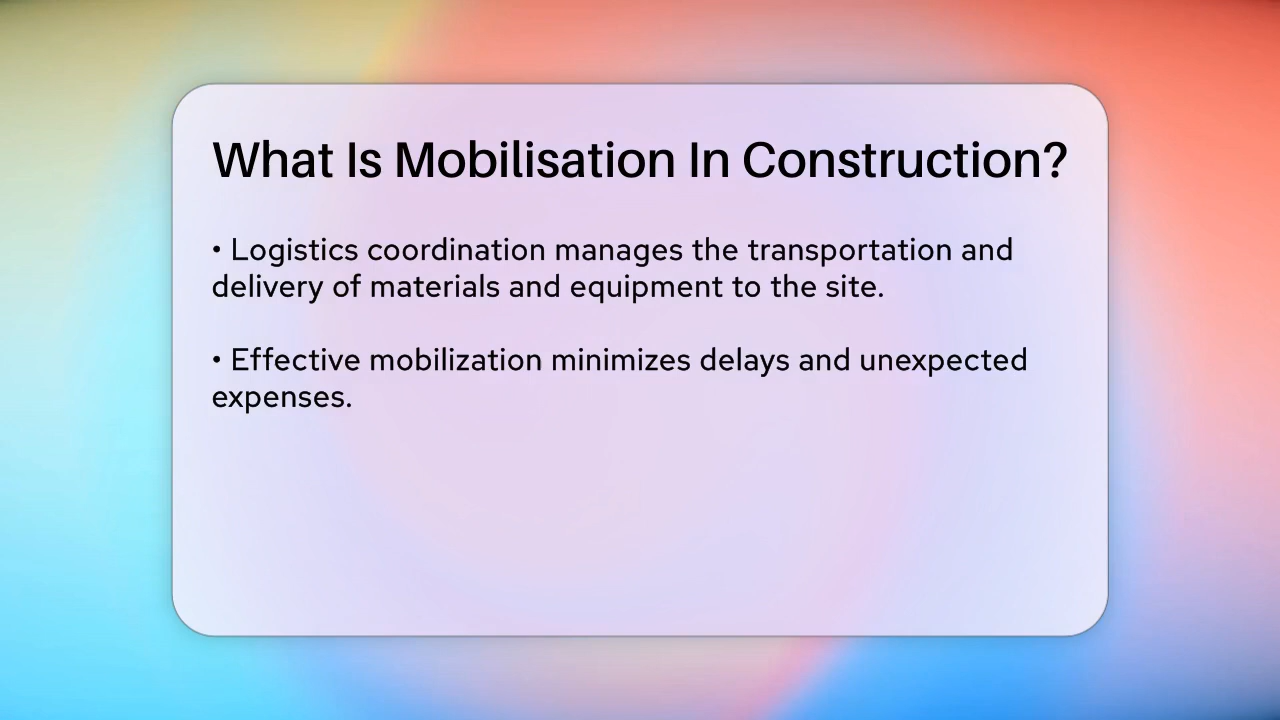 What Is Mobilisation In Construction?
• Logistics coordination manages the transportation and
delivery of materials and equipment to the site.
• Effective mobilization minimizes delays and unexpected
expenses.